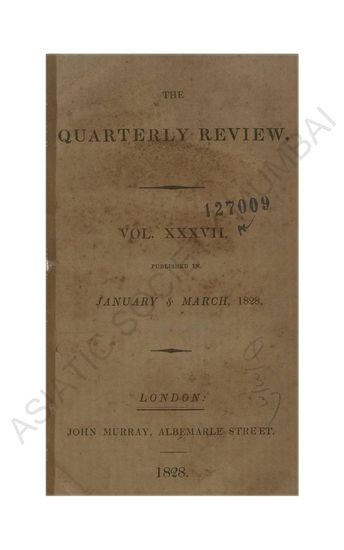 THE
QUARTERLY REVIEW.
127009
VOL. XXXVII.
PUBLISHED IN
JANUARY & MARCH, 1828.
LONDON:
JOHN MURRAY, ALBEMARLE STREET.
1828.
ASIATIC SOCIETY MUMBAI